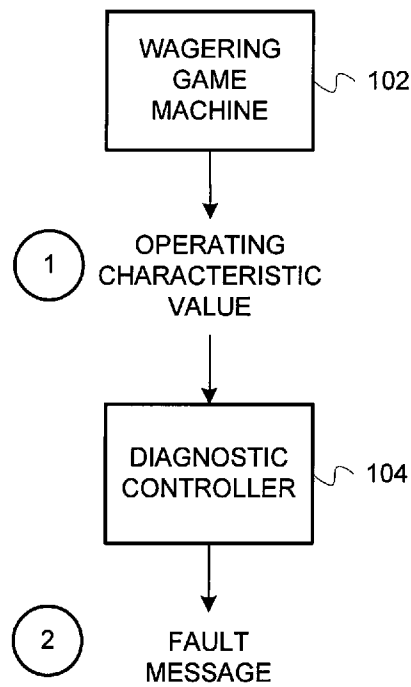 WAGERING
GAME
MACHINE
102
1
OPERATING
CHARACTERISTIC
VALUE
DIAGNOSTIC
CONTROLLER
104
2
FAULT
MESSAGE